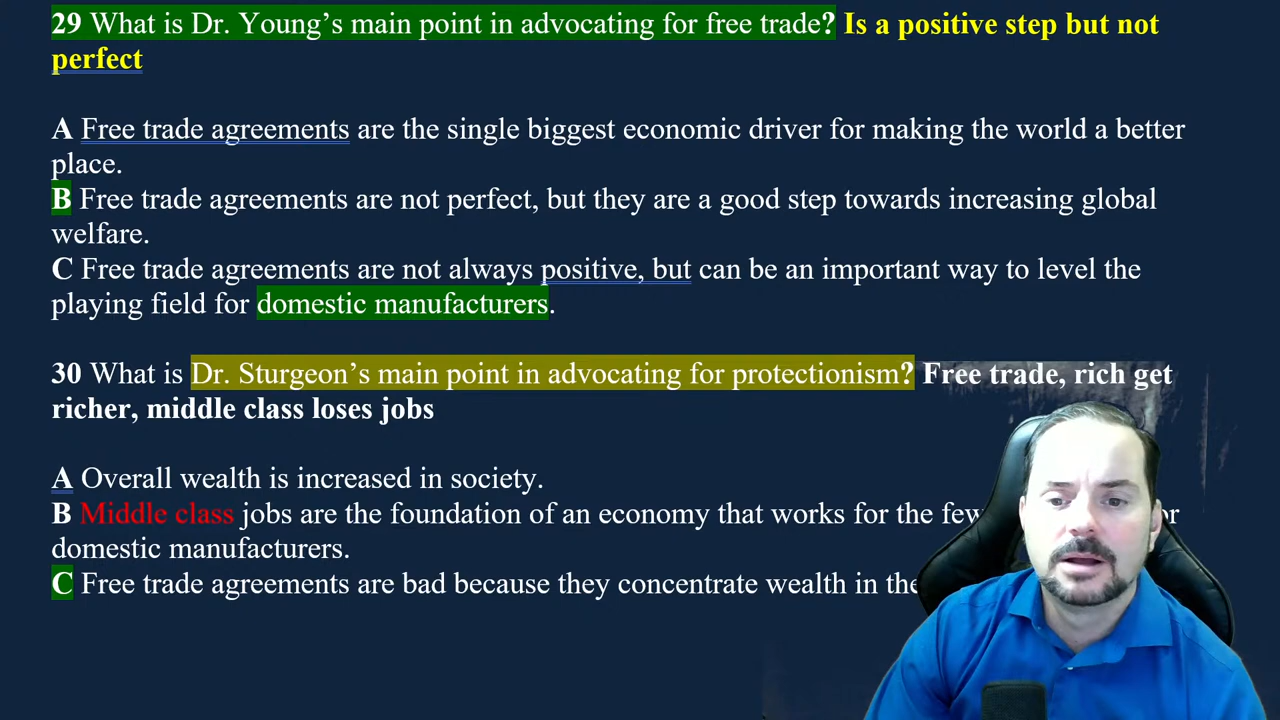 29 What is Dr. Young's main point in advocating for free trade? Is a positive step but not
perfect
A Free trade agreements are the single biggest economic driver for making the world a better
place.
B Free trade agreements are not perfect, but they are a good step towards increasing global
welfare.
C Free trade agreements are not always positive, but can be an important way to level the
playing field for domestic manufacturers.
30 What is Dr. Sturgeon's main point in advocating for protectionism? Free trade, rich get
richer, middle class loses jobs
A Overall wealth is increased in society.
B Middle class jobs are the foundation of an economy that works for the few
domestic manufacturers.
C Free trade agreements are bad because they concentrate wealth in the